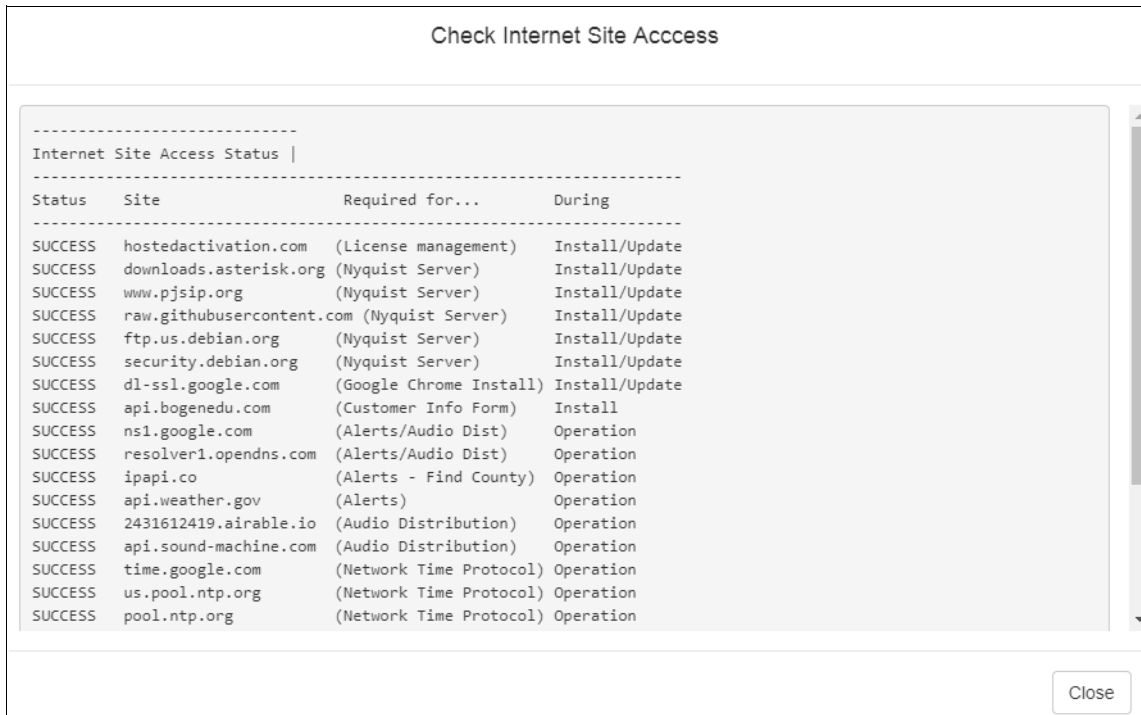 Check Internet Site Acccess
-----------------------------
Internet Site Access Status |
-----------------------------------------------------------------------
Status    Site                    Required for...        During
-----------------------------------------------------------------------
SUCCESS   hostedactivation.com   (License management)    Install/Update
SUCCESS   downloads.asterisk.org (Nyquist Server)        Install/Update
SUCCESS   www.pjsip.org          (Nyquist Server)        Install/Update
SUCCESS   raw.githubusercontent.com (Nyquist Server)     Install/Update
SUCCESS   ftp.us.debian.org      (Nyquist Server)        Install/Update
SUCCESS   security.debian.org    (Nyquist Server)        Install/Update
SUCCESS   dl-ssl.google.com      (Google Chrome Install) Install/Update
SUCCESS   api.bogenedu.com       (Customer Info Form)    Install
SUCCESS   ns1.google.com         (Alerts/Audio Dist)     Operation
SUCCESS   resolver1.opendns.com  (Alerts/Audio Dist)     Operation
SUCCESS   ipapi.co               (Alerts - Find County)  Operation
SUCCESS   api.weather.gov        (Alerts)                Operation
SUCCESS   2431612419.airable.io  (Audio Distribution)    Operation
SUCCESS   api.sound-machine.com  (Audio Distribution)    Operation
SUCCESS   time.google.com        (Network Time Protocol) Operation
SUCCESS   us.pool.ntp.org        (Network Time Protocol) Operation
SUCCESS   pool.ntp.org           (Network Time Protocol) Operation
Close